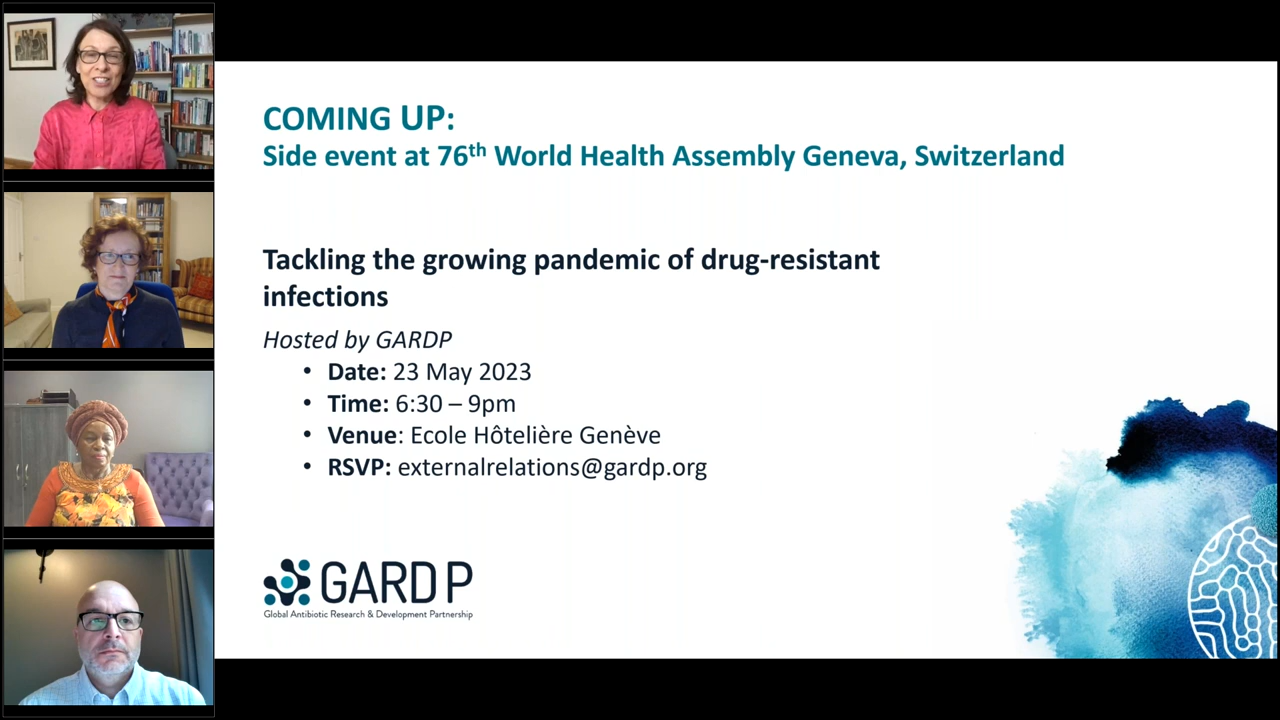 COMING UP:
Side event at 76th World Health Assembly Geneva, Switzerland
Tackling the growing pandemic of drug-resistant
infections
Hosted by GARDP
• Date: 23 May 2023
• Time: 6:30 – 9pm
• Venue: Ecole Hôtelière Genève
• RSVP: externalrelations@gardp.org
GARDP
Global Antibiotic Research & Development Partnership